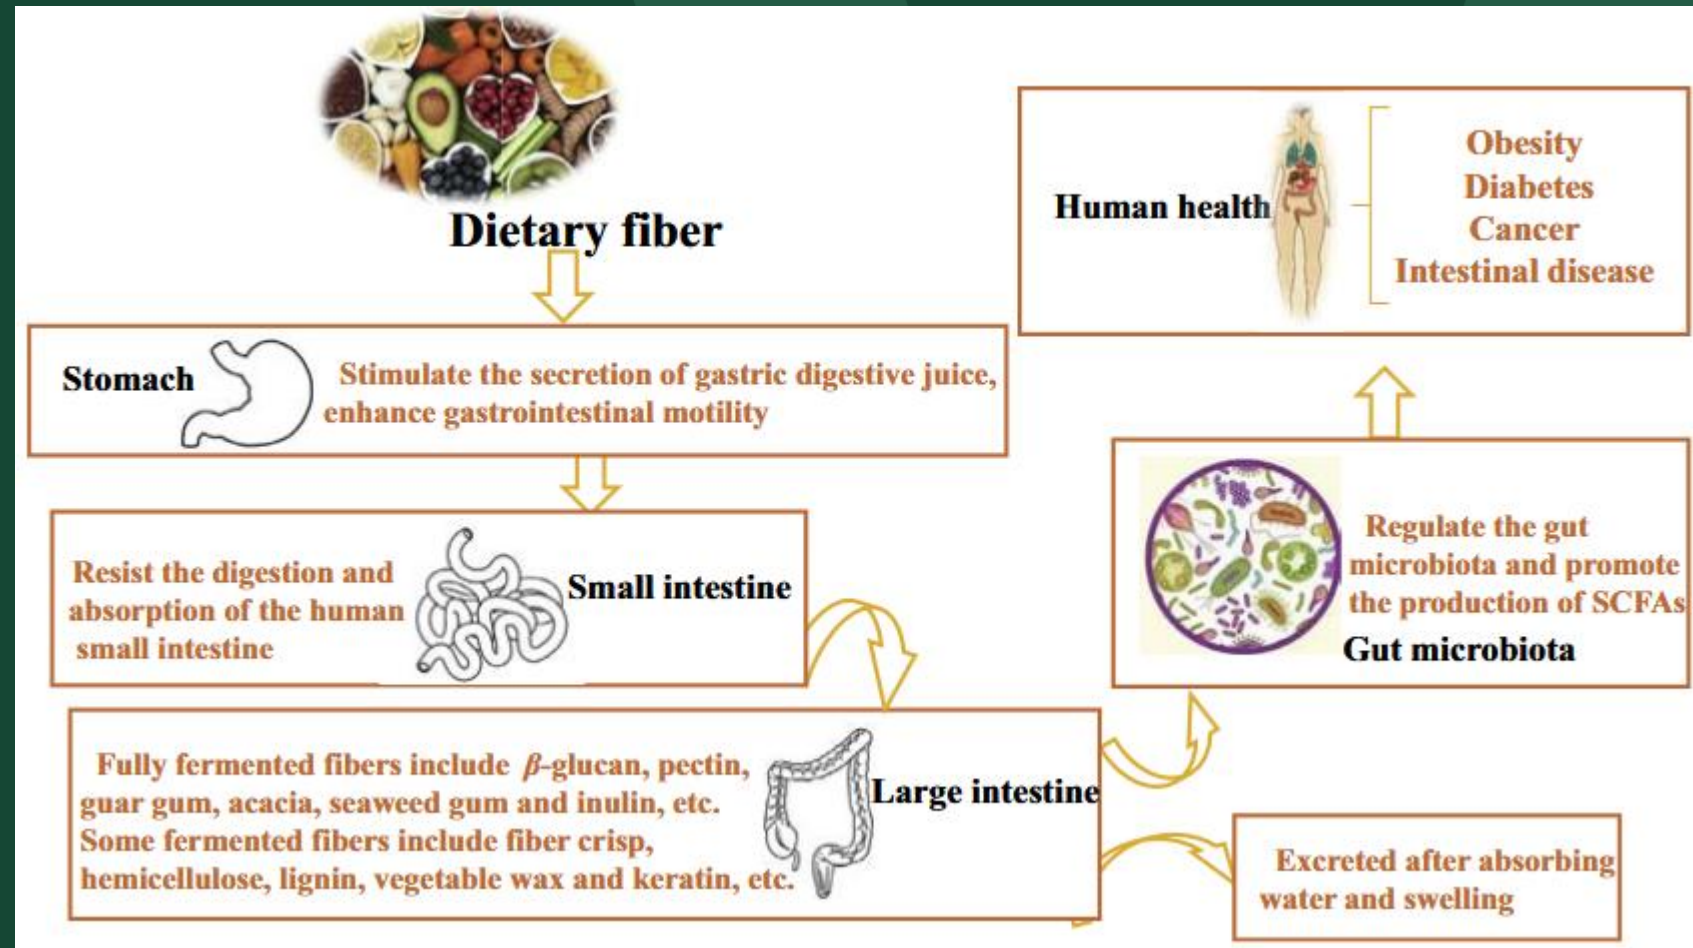 Dietary fiber
Stomach
Stimulate the secretion of gastric digestive juice,
enhance gastrointestinal motility
Resist the digestion and
absorption of the human
small intestine
Small intestine
Fully fermented fibers include β-glucan, pectin,
guar gum, acacia, seaweed gum and inulin, etc.
Some fermented fibers include fiber crisp,
hemicellulose, lignin, vegetable wax and keratin, etc.
Large intestine
Excreted after absorbing
water and swelling
Regulate the gut
microbiota and promote
the production of SCFAs
Gut microbiota
Human health
Obesity
Diabetes
Cancer
Intestinal disease